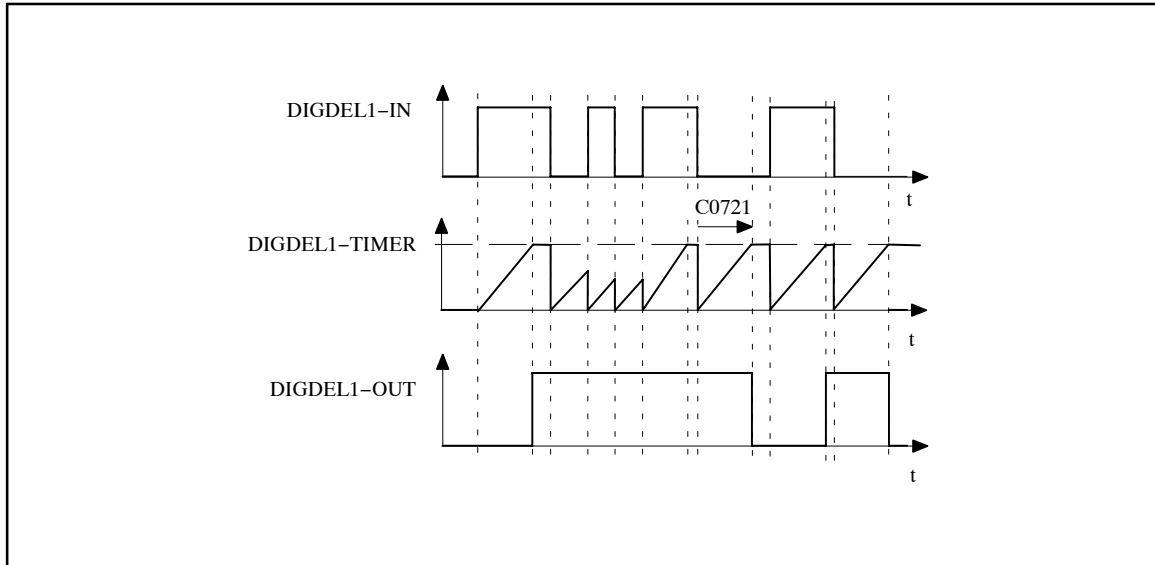 DIGDEL1−IN
t
C0721
DIGDEL1−TIMER
t
DIGDEL1−OUT
t